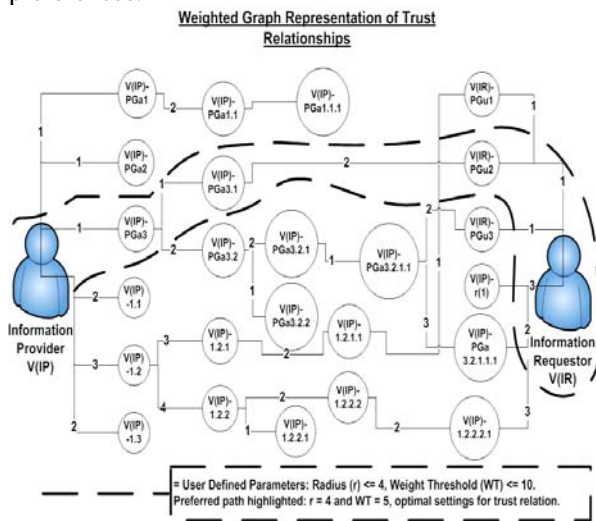 Weighted Graph Representation of Trust
Relationships
V(IP)-
PGa1
2
V(IP)-
PGa1.1
V(IP)-
PGa1.1.1
V(IR)-
PGu1
1
1
1
V(IP)-
PGa2
1
V(IP)-
PGa3.1
2
V(IR)-
PGu2
1
1
1
V(IP)-
PGa3
2
V(IP)-
PGa3.2
2
V(IP)-
PGa3.2.1
1
V(IP)-
PGa3.2.1.1
2
V(IR)-
PGu3
1
1
V(IP)-
PGa3.2.2
1
V(IP)-
r(1)
3
2
V(IP)
-1.1
Information
Provider
V(IP)
3
V(IP)
-1.2
3
V(IP)-
1.2.1
2
V(IP)-
1.2.1.1
3
V(IP)-
PGa
3.2.1.1.1
2
Information
Requestor
V(IR)
4
V(IP)-
1.2.2
2
V(IP)-
1.2.2.2
2
V(IP)-
1.2.2.2.1
3
1
V(IP)-
1.2.2.1
2
V(IP)
-1.3
= User Defined Parameters: Radius (r) <= 4, Weight Threshold (WT) <= 10.
Preferred path highlighted: r = 4 and WT = 5, optimal settings for trust relation.